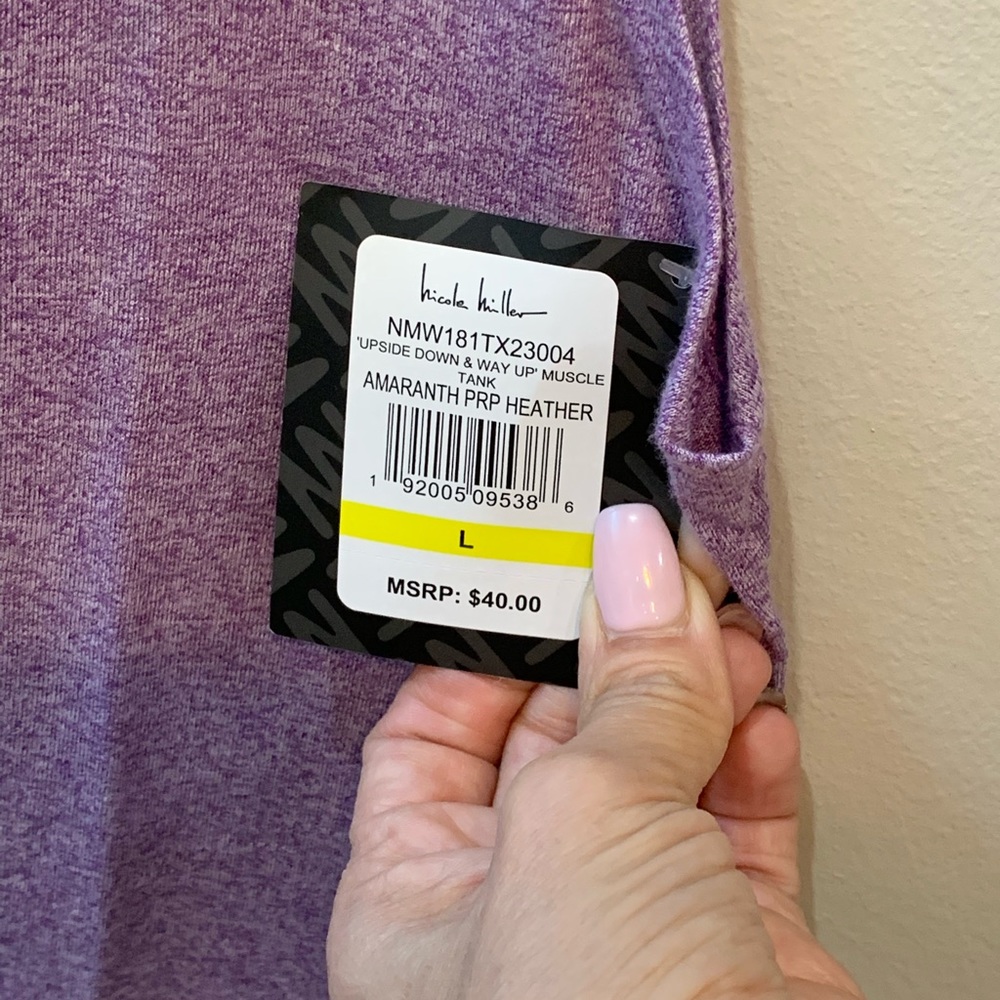 nicole miller
NMW181TX23004
'UPSIDE DOWN & WAY UP' MUSCLE
TANK
AMARANTH PRP HEATHER
1 92005 09538 6
L
MSRP: $40.00